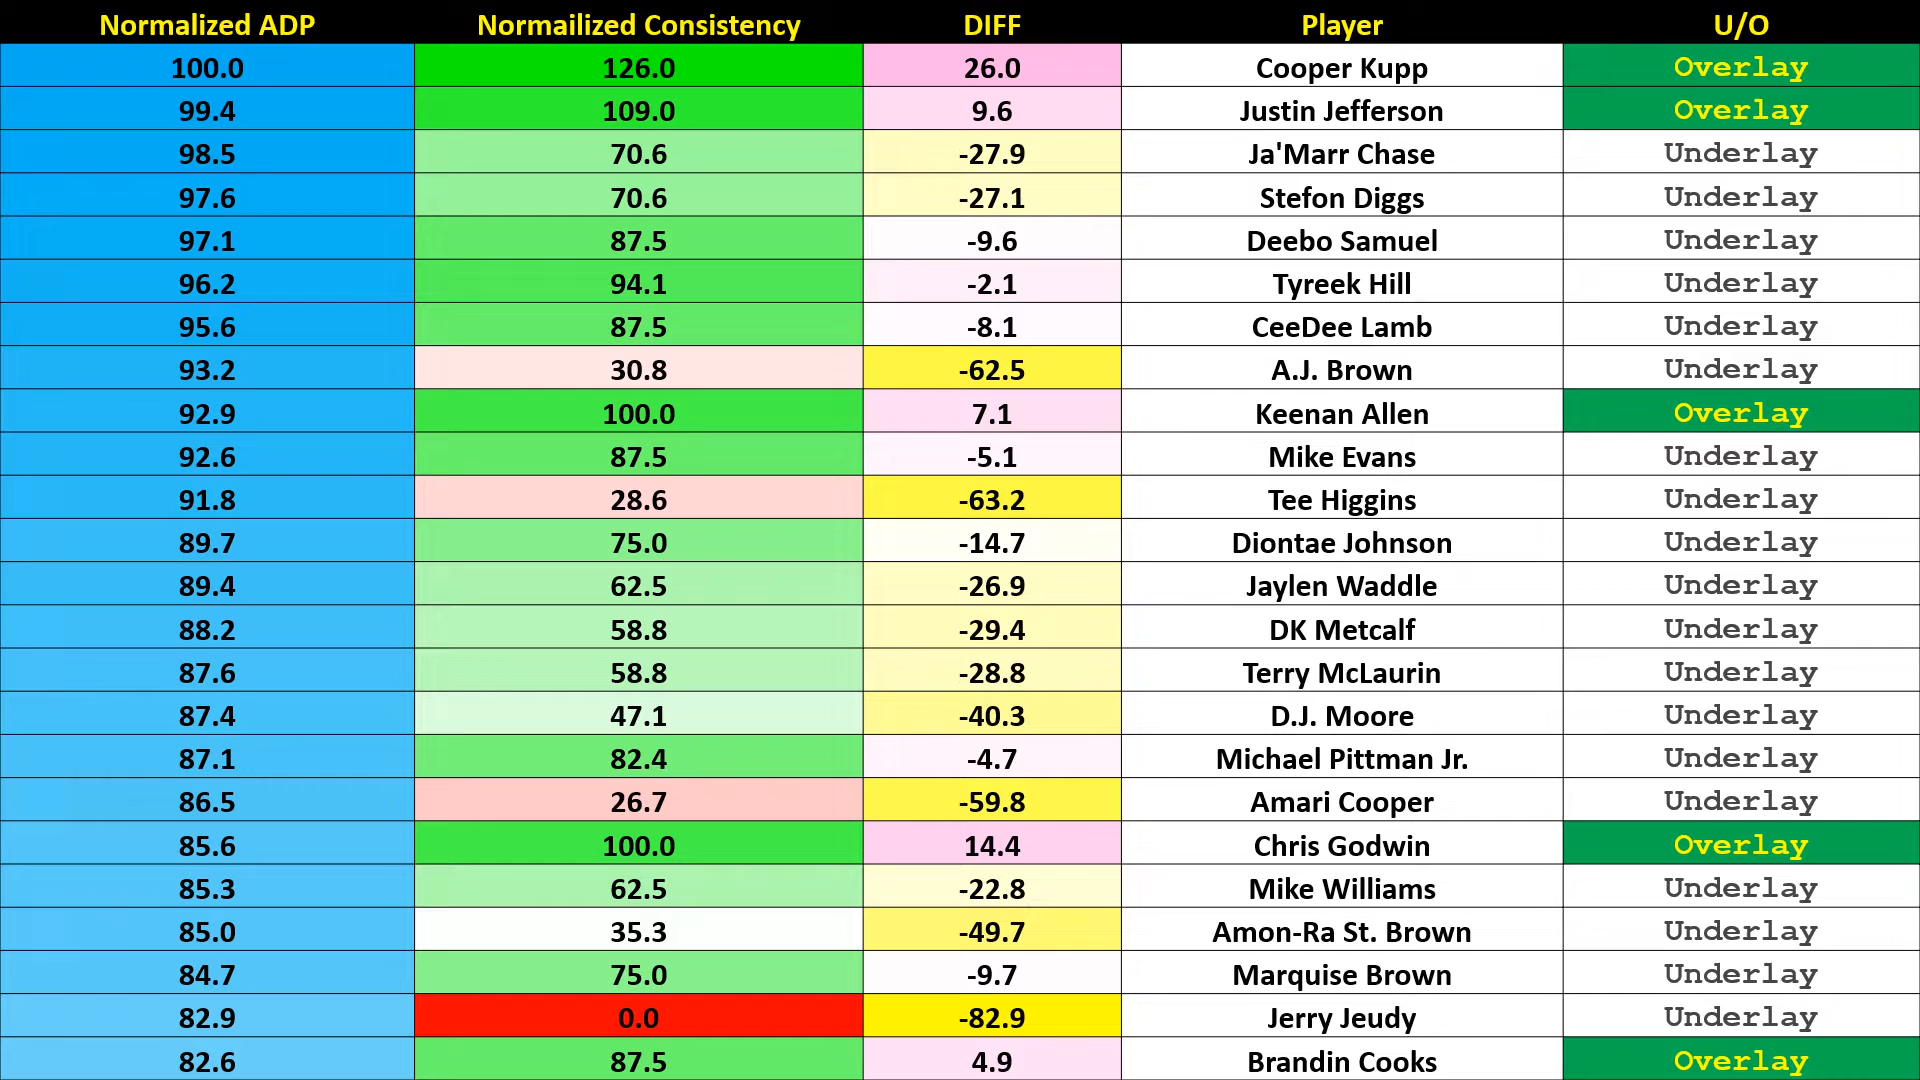 Normalized ADP Normailized Consistency DIFF Player U/O
100.0 126.0 26.0 Cooper Kupp Overlay
99.4 109.0 9.6 Justin Jefferson Overlay
98.5 70.6 -27.9 Ja'Marr Chase Underlay
97.6 70.6 -27.1 Stefon Diggs Underlay
97.1 87.5 -9.6 Deebo Samuel Underlay
96.2 94.1 -2.1 Tyreek Hill Underlay
95.6 87.5 -8.1 CeeDee Lamb Underlay
93.2 30.8 -62.5 A.J. Brown Underlay
92.9 100.0 7.1 Keenan Allen Overlay
92.6 87.5 -5.1 Mike Evans Underlay
91.8 28.6 -63.2 Tee Higgins Underlay
89.7 75.0 -14.7 Diontae Johnson Underlay
89.4 62.5 -26.9 Jaylen Waddle Underlay
88.2 58.8 -29.4 DK Metcalf Underlay
87.6 58.8 -28.8 Terry McLaurin Underlay
87.4 47.1 -40.3 D.J. Moore Underlay
87.1 82.4 -4.7 Michael Pittman Jr. Underlay
86.5 26.7 -59.8 Amari Cooper Underlay
85.6 100.0 14.4 Chris Godwin Overlay
85.3 62.5 -22.8 Mike Williams Underlay
85.0 35.3 -49.7 Amon-Ra St. Brown Underlay
84.7 75.0 -9.7 Marquise Brown Underlay
82.9 0.0 -82.9 Jerry Jeudy Underlay
82.6 87.5 4.9 Brandin Cooks Overlay